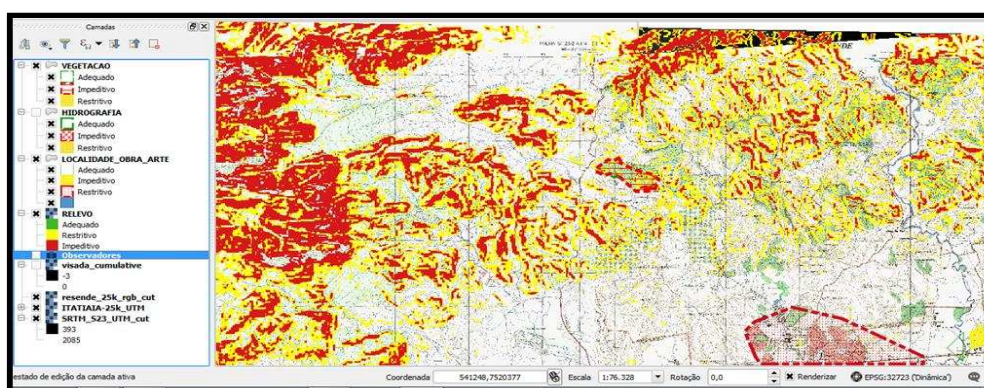 Camadas
VEGETACAO
Adequado
Impeditivo
Restritivo
HIDROGRAFIA
Adequado
Impeditivo
Restritivo
LOCALIDADE_OBRA_ARTE
Adequado
Impeditivo
Restritivo
RELEVO
Adequado
Restritivo
Impeditivo
Observadores
visada_cumulative
-3
0
resende_25k_rgb_cut
ITATIAIA-25k_UTM
SRTM_S23_UTM_cut
393
2085
DE
estado de edição da camada ativa
Coordenada 541248,7520377 Escala 1:76.328 Rotação 0,0 Renderizar EPSG:32723 (Dinâmica)